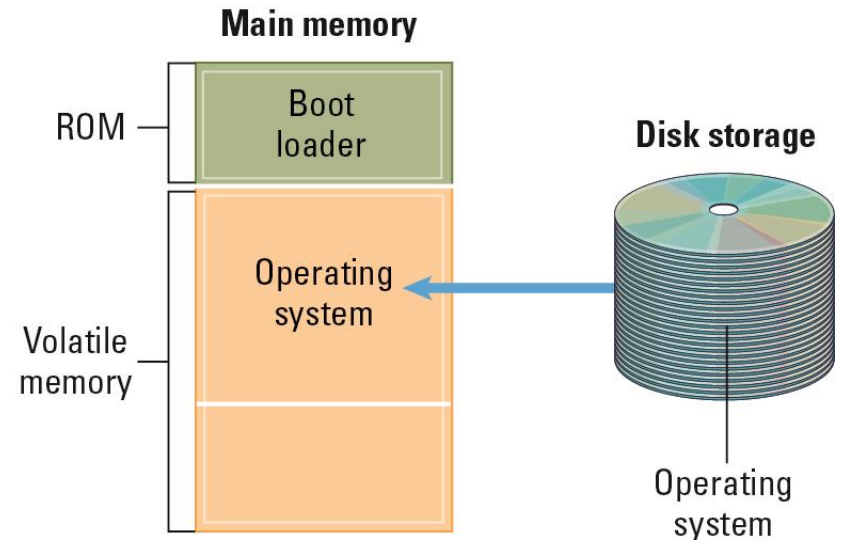 Main memory
ROM
Boot
loader
Disk storage
Operating
system
Volatile
memory
Operating
system